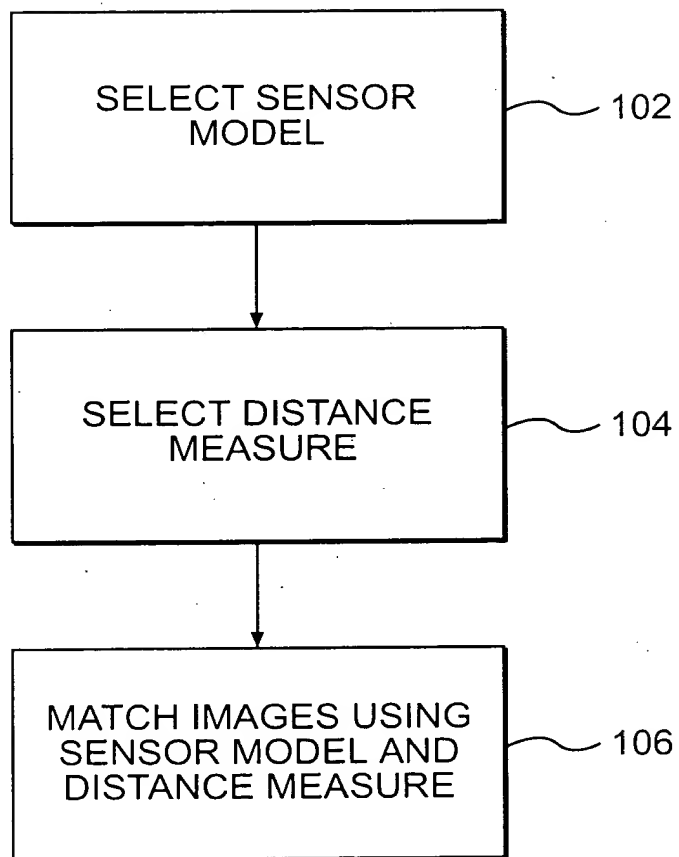 SELECT SENSOR
MODEL
102
SELECT DISTANCE
MEASURE
104
MATCH IMAGES USING
SENSOR MODEL AND
DISTANCE MEASURE
106